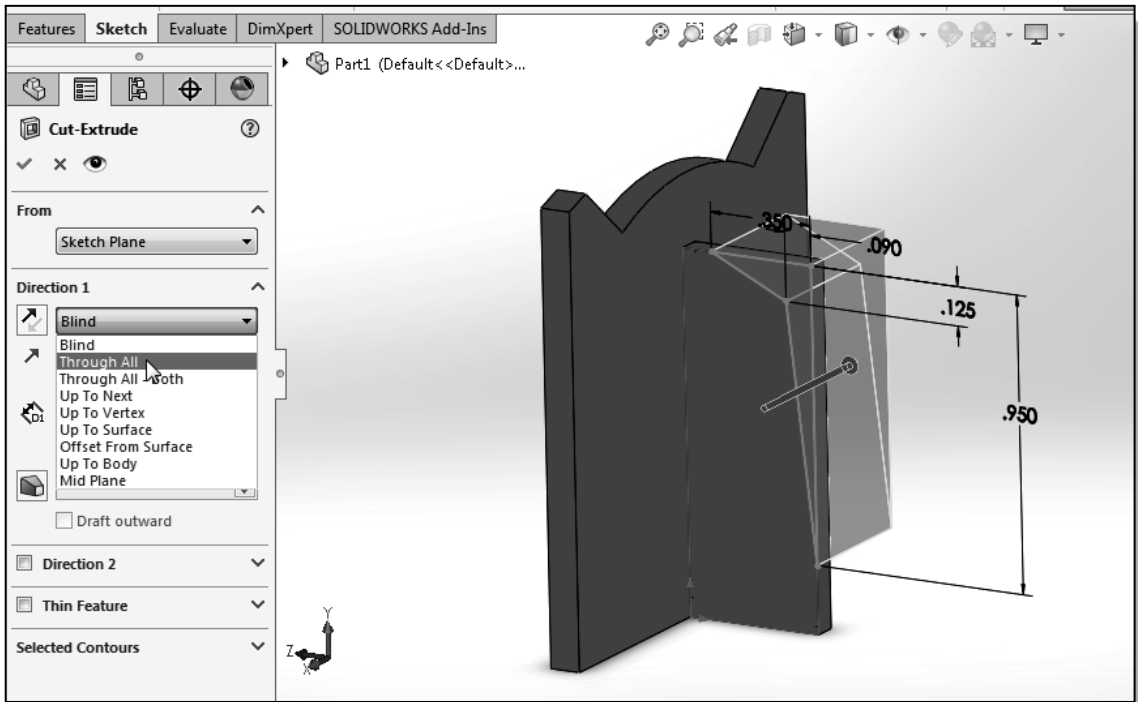 Features Sketch Evaluate DimXpert SOLIDWORKS Add-Ins
Part1 (Default<<Default>...
Cut-Extrude
From
Sketch Plane
Direction 1
Blind
Blind
Through All
Through All - Both
Up To Next
Up To Vertex
Up To Surface
Offset From Surface
Up To Body
Mid Plane
D1
Draft outward
Direction 2
Thin Feature
Selected Contours
.350
.090
.125
.950
Y
Z
X